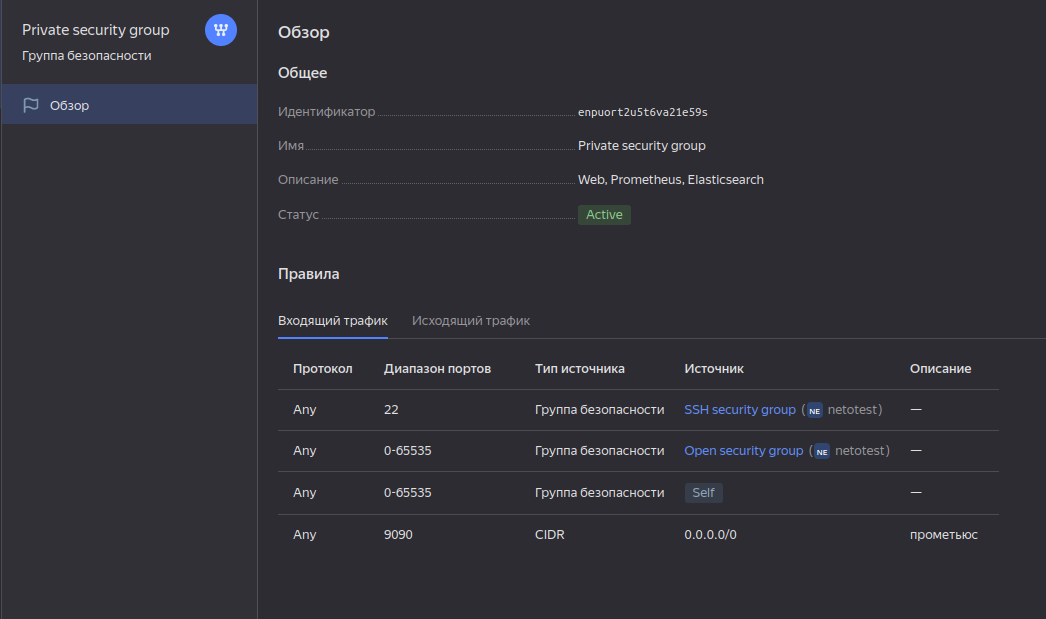 Private security group
Группа безопасности
Обзор
Обзор
Общее
Идентификатор enpuort2u5t6va21e59s
Имя Private security group
Описание Web, Prometheus, Elasticsearch
Статус Active
Правила
Входящий трафик Исходящий трафик
Протокол Диапазон портов Тип источника Источник Описание
Any 22 Группа безопасности SSH security group (NE netotest) —
Any 0-65535 Группа безопасности Open security group (NE netotest) —
Any 0-65535 Группа безопасности Self —
Any 9090 CIDR 0.0.0.0/0 прометьюс